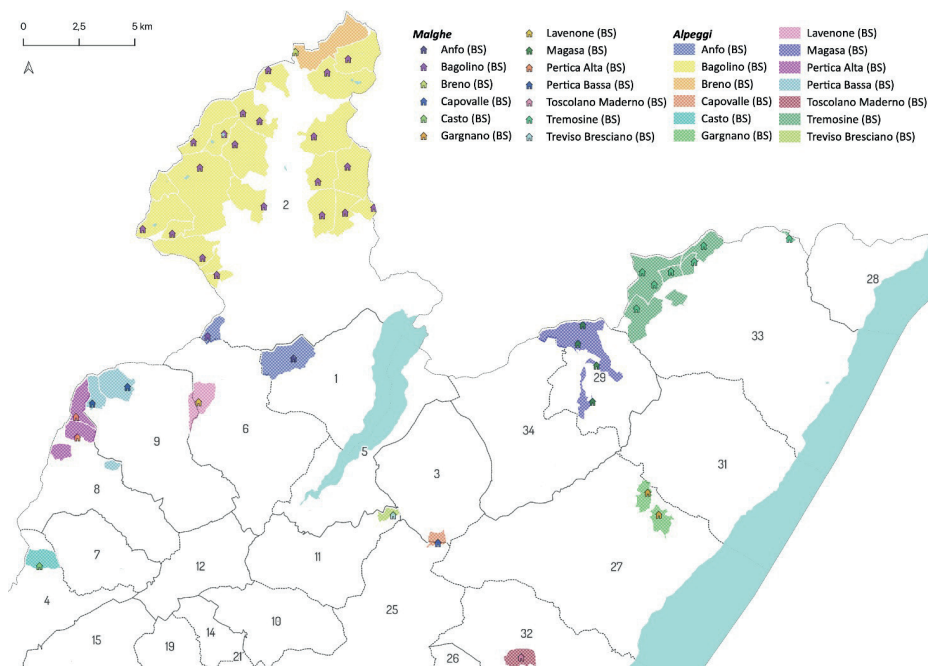 0 2,5 5 km
Malghe
Anfo (BS)
Bagolino (BS)
Breno (BS)
Capovalle (BS)
Casto (BS)
Gargnano (BS)
Lavenone (BS)
Magasa (BS)
Pertica Alta (BS)
Pertica Bassa (BS)
Toscolano Maderno (BS)
Tremosine (BS)
Treviso Bresciano (BS)
Alpeggi
Anfo (BS)
Bagolino (BS)
Breno (BS)
Capovalle (BS)
Casto (BS)
Gargnano (BS)
Lavenone (BS)
Magasa (BS)
Pertica Alta (BS)
Pertica Bassa (BS)
Toscolano Maderno (BS)
Tremosine (BS)
Treviso Bresciano (BS)
2
28
33
1
29
6
34
9
5
3
31
8
7
11
12
27
4
25
10
32
14
15
19
21
26